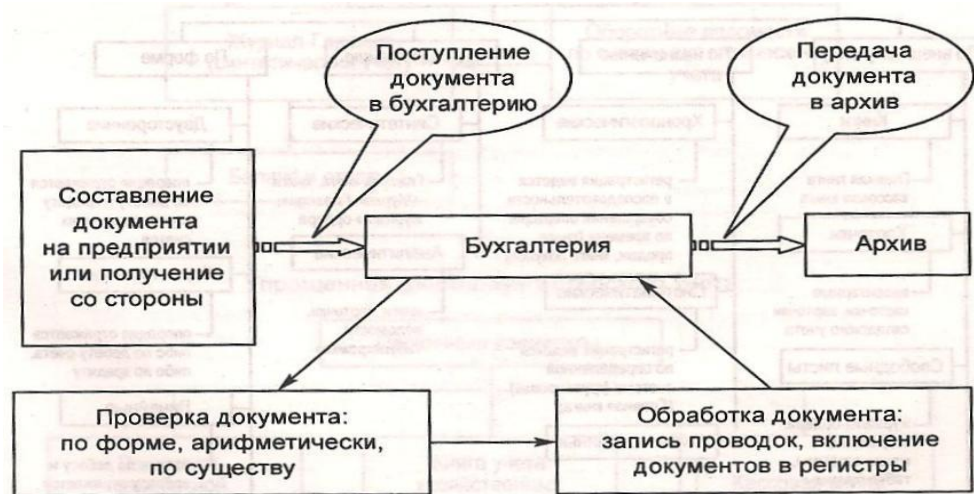 Поступление
документа
в бухгалтерию
Передача
документа
в архив
Составление
документа
на предприятии
или получение
со стороны
Бухгалтерия
Архив
Проверка документа:
по форме, арифметически,
по существу
Обработка документа:
запись проводок, включение
документов в регистры